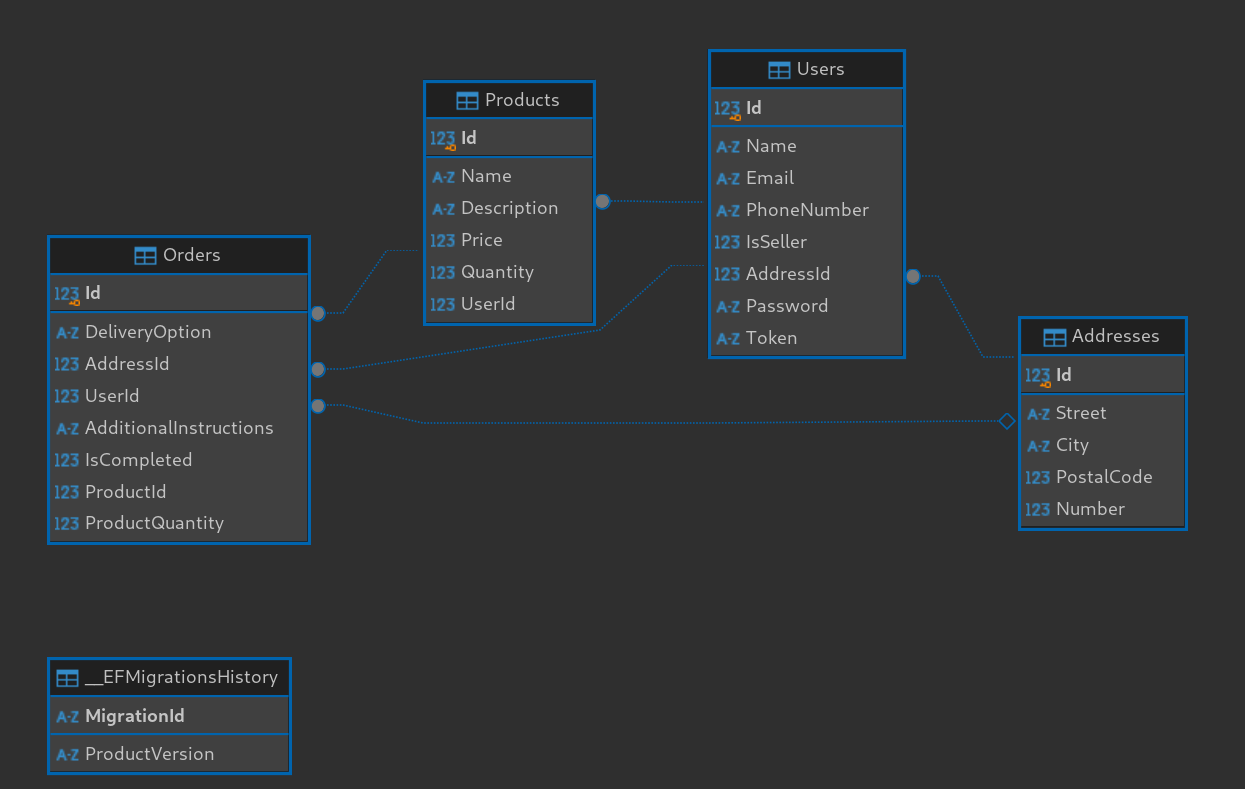 Users
123 Id
A-Z Name
A-Z Email
A-Z PhoneNumber
123 IsSeller
123 AddressId
A-Z Password
A-Z Token
Products
123 Id
A-Z Name
A-Z Description
123 Price
123 Quantity
123 UserId
Orders
123 Id
A-Z DeliveryOption
123 AddressId
123 UserId
A-Z AdditionalInstructions
123 IsCompleted
123 ProductId
123 ProductQuantity
Addresses
123 Id
A-Z Street
A-Z City
123 PostalCode
123 Number
__EFMigrationsHistory
A-Z MigrationId
A-Z ProductVersion